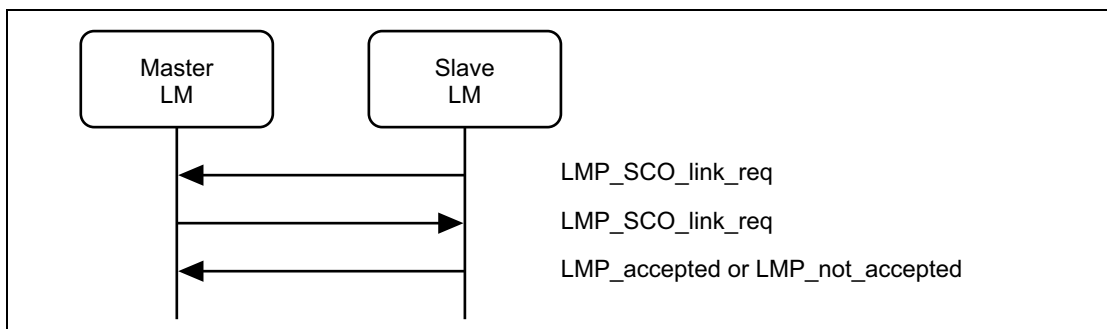 Master
LM
Slave
LM
LMP_SCO_link_req
LMP_SCO_link_req
LMP_accepted or LMP_not_accepted